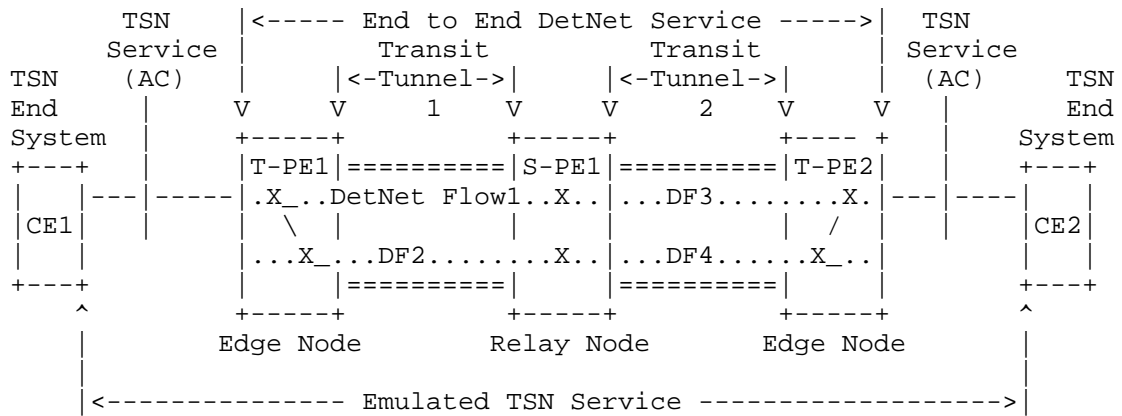 TSN |<----- End to End DetNet Service ----->| TSN
Service | Transit Transit | Service
TSN (AC) | |<-Tunnel->| |<-Tunnel->| | (AC) TSN
End | V V 1 V V 2 V V | End
System | +-----+ +-----+ +---- + | System
+---+ | |T-PE1|==========|S-PE1|==========|T-PE2| | +---+
| |---|-----|.X_..DetNet Flow1..X..|...DF3........X.|---|----| |
|CE1| | | \ | | | | / | | |CE2|
| | |...X_...DF2........X..|...DF4......X_..| | |
+---+ | |==========| |==========| | +---+
^ +-----+ +-----+ +-----+ ^
| Edge Node Relay Node Edge Node |
| |
|<--------------- Emulated TSN Service ------------------->|